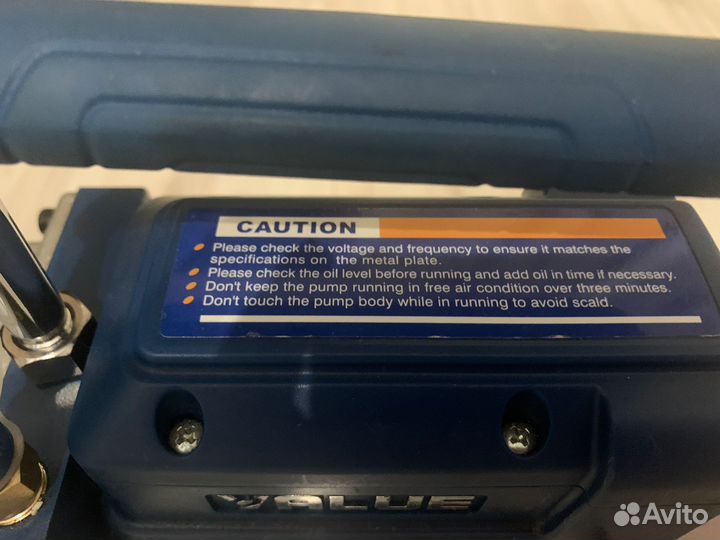 CAUTION
Please check the voltage and frequency to ensure it matches the
specifications on the metal plate.
Please check the oil level before running and add oil in time if necessary.
Don't keep the pump running in free air condition over three minutes.
Don't touch the pump body while in running to avoid scald.
VALUE
Avito